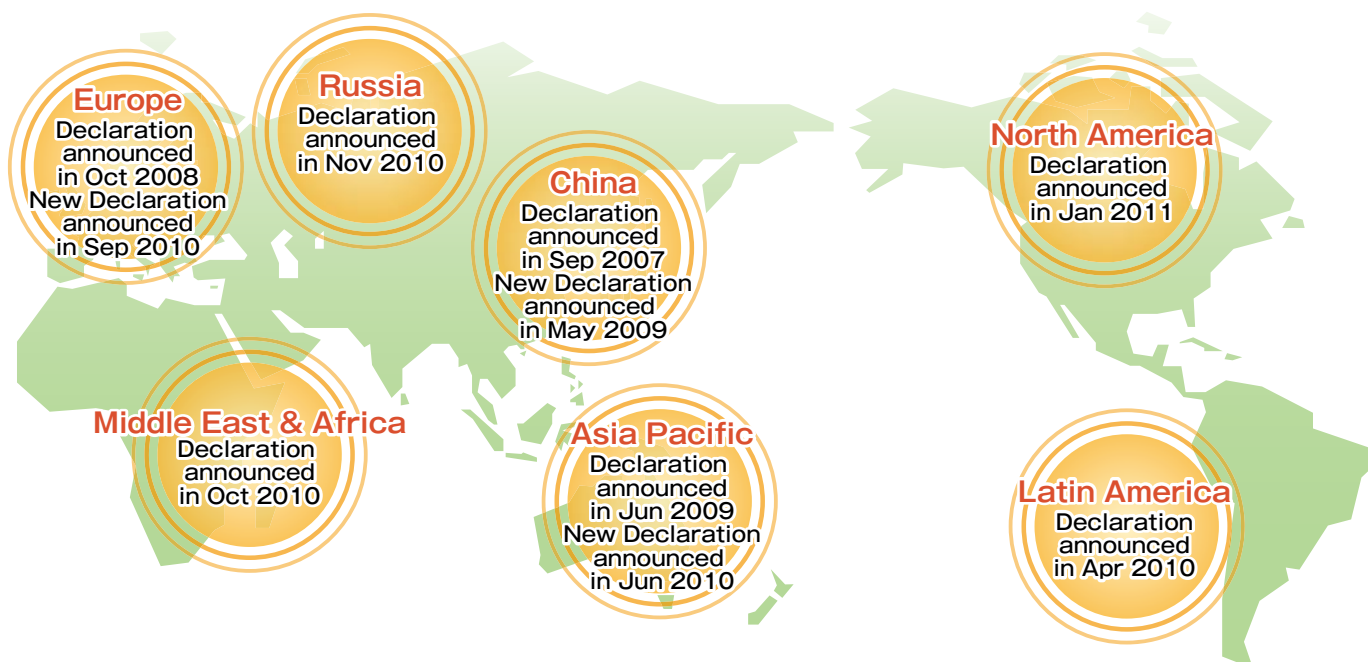 Europe
Declaration
announced
in Oct 2008
New Declaration
announced
in Sep 2010
Russia
Declaration
announced
in Nov 2010
China
Declaration
announced
in Sep 2007
New Declaration
announced
in May 2009
North America
Declaration
announced
in Jan 2011
Middle East & Africa
Declaration
announced
in Oct 2010
Asia Pacific
Declaration
announced
in Jun 2009
New Declaration
announced
in Jun 2010
Latin America
Declaration
announced
in Apr 2010